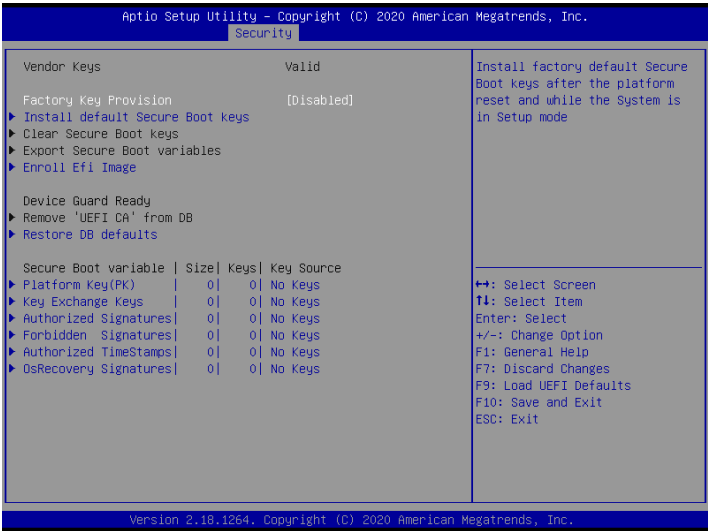 Aptio Setup Utility – Copyright (C) 2020 American Megatrends, Inc.
Security
Vendor Keys Valid
Factory Key Provision [Disabled]
▶ Install default Secure Boot keys
▶ Clear Secure Boot keys
▶ Export Secure Boot variables
▶ Enroll Efi Image
Device Guard Ready
▶ Remove 'UEFI CA' from DB
▶ Restore DB defaults
Secure Boot variable | Size| Keys| Key Source
▶ Platform Key(PK) | 0| 0| No Keys
▶ Key Exchange Keys | 0| 0| No Keys
▶ Authorized Signatures| 0| 0| No Keys
▶ Forbidden Signatures| 0| 0| No Keys
▶ Authorized TimeStamps| 0| 0| No Keys
▶ OsRecovery Signatures| 0| 0| No Keys
Install factory default Secure
Boot keys after the platform
reset and while the System is
in Setup mode
↔: Select Screen
↑↓: Select Item
Enter: Select
+/-: Change Option
F1: General Help
F7: Discard Changes
F9: Load UEFI Defaults
F10: Save and Exit
ESC: Exit
Version 2.18.1264. Copyright (C) 2020 American Megatrends, Inc.